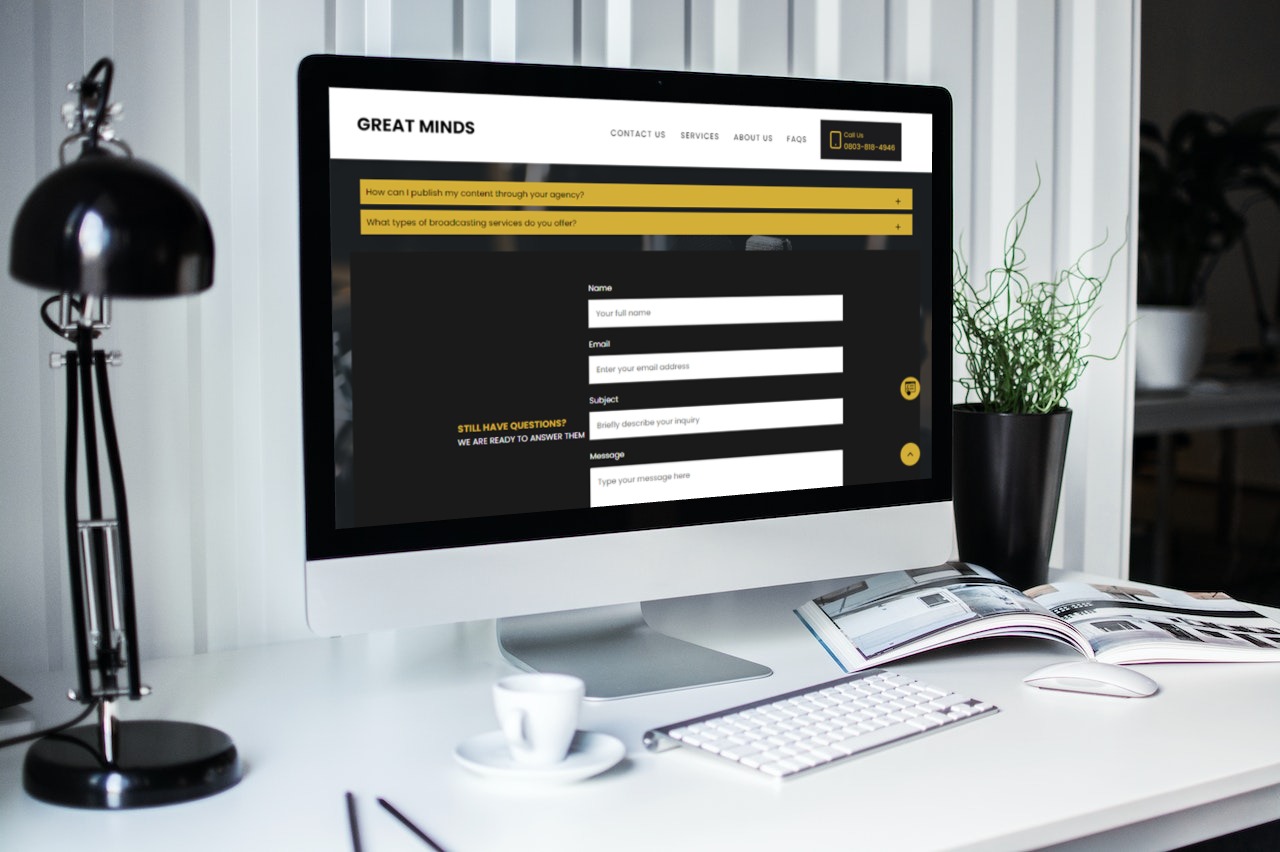 GREAT MINDS
CONTACT US
SERVICES
ABOUT US
FAQS
Call Us
0803-818-4946
How can I publish my content through your agency?
+
What types of broadcasting services do you offer?
+
Name
Your full name
Email
Enter your email address
Subject
Briefly describe your inquiry
STILL HAVE QUESTIONS?
WE ARE READY TO ANSWER THEM
Message
Type your message here